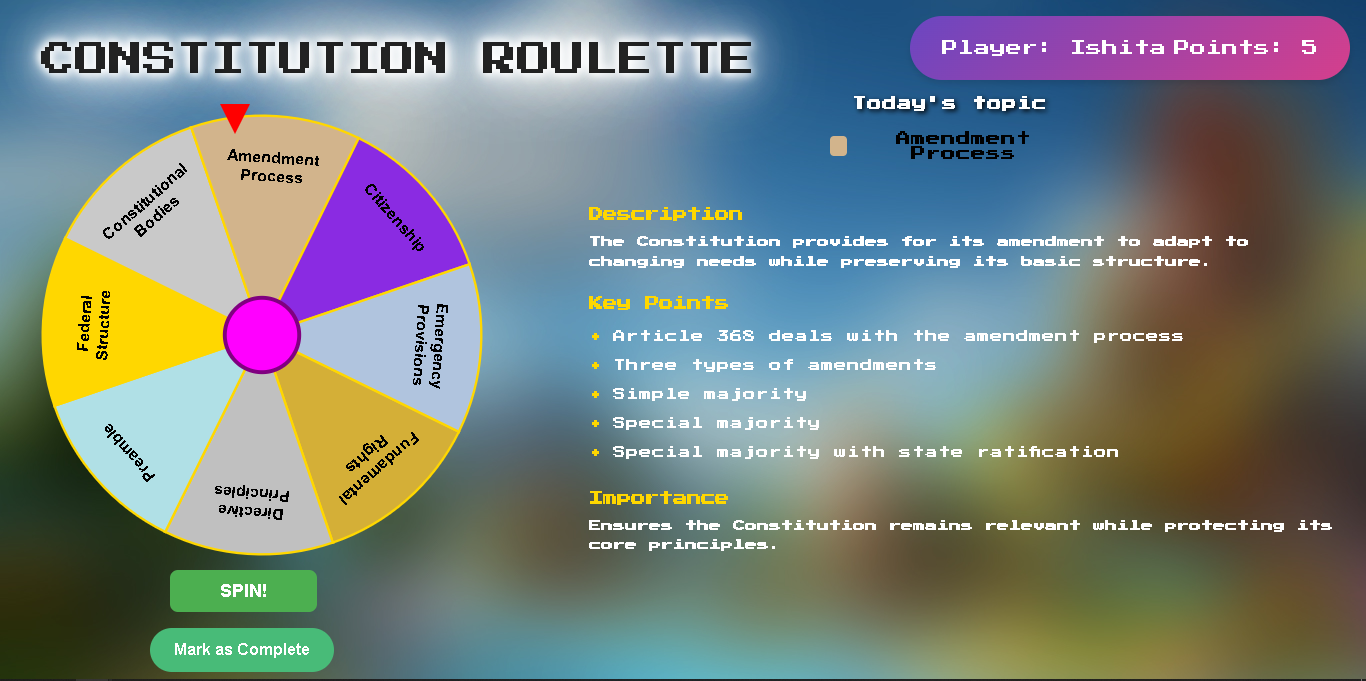 CONSTITUTION ROULETTE
Player: Ishita Points: 5
Today's topic
Amendment
Process
Amendment
Process
Citizenship
Emergency
Provisions
Fundamental
Rights
Directive
Principles
Preamble
Federal
Structure
Constitutional
Bodies
SPIN!
Mark as Complete
Description
The Constitution provides for its amendment to adapt to
changing needs while preserving its basic structure.
Key Points
Article 368 deals with the amendment process
Three types of amendments
Simple majority
Special majority
Special majority with state ratification
Importance
Ensures the Constitution remains relevant while protecting its
core principles.